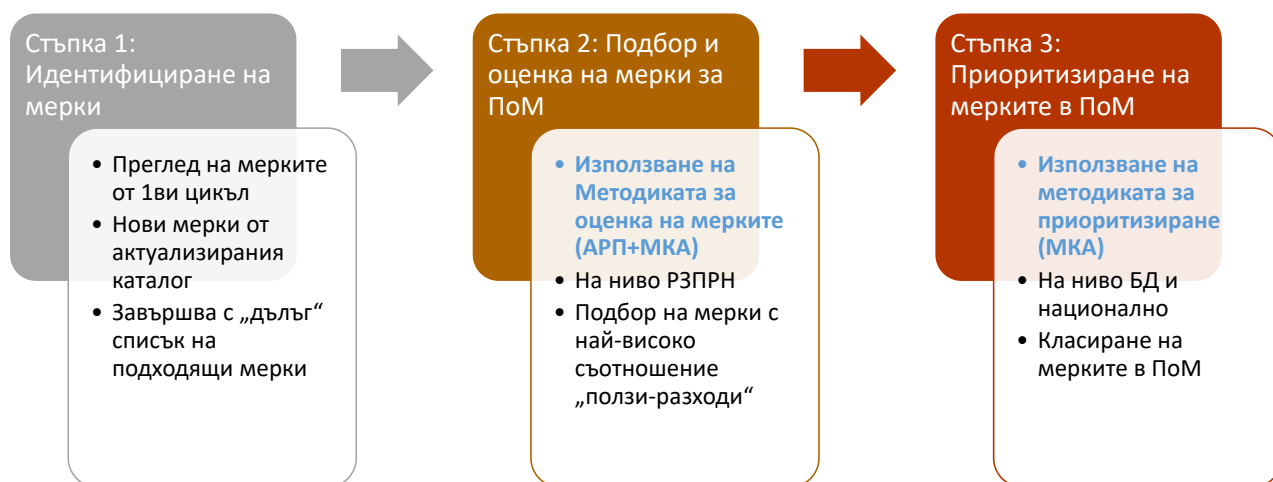 Стъпка 1:
Идентифициране на
мерки
• Преглед на мерките
от 1ви цикъл
• Нови мерки от
актуализирания
каталог
• Завършва с „дълъг“
списък на
подходящи мерки
Стъпка 2: Подбор и
оценка на мерки за
ПоМ
• Използване на
Методиката за
оценка на мерките
(АРП+МКА)
• На ниво РЗПРН
• Подбор на мерки с
най-високо
съотношение
„ползи-разходи“
Стъпка 3:
Приоритизиране на
мерките в ПоМ
• Използване на
методиката за
приоритизиране
(МКА)
• На ниво БД и
национално
• Класиране на
мерките в ПоМ